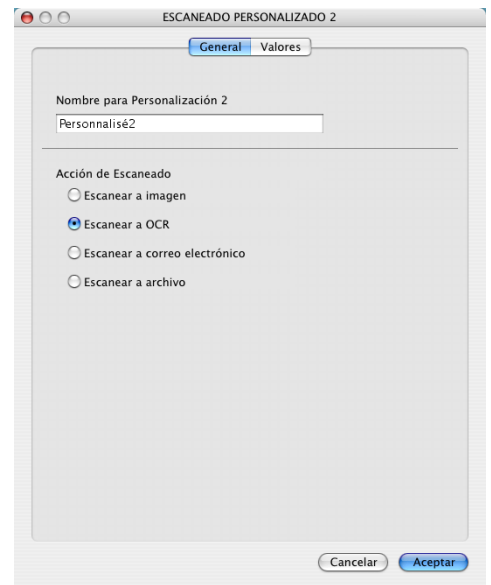 ESCANEADO PERSONALIZADO 2
General Valores
Nombre para Personalización 2
Personnalisé2
Acción de Escaneado
Escanear a imagen
Escanear a OCR
Escanear a correo electrónico
Escanear a archivo
Cancelar Aceptar